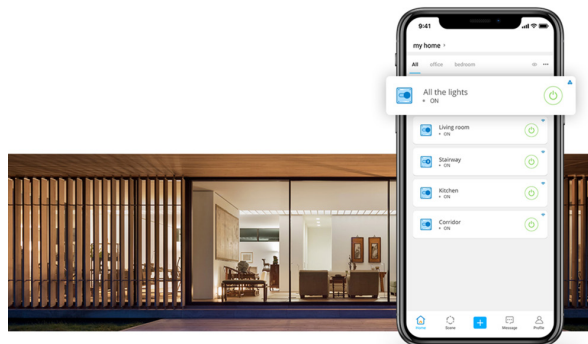 9:41
my home
All office bedroom
All the lights
ON
Living room
ON
Stairway
ON
Kitchen
ON
Corridor
ON
Home Scene Message Profile